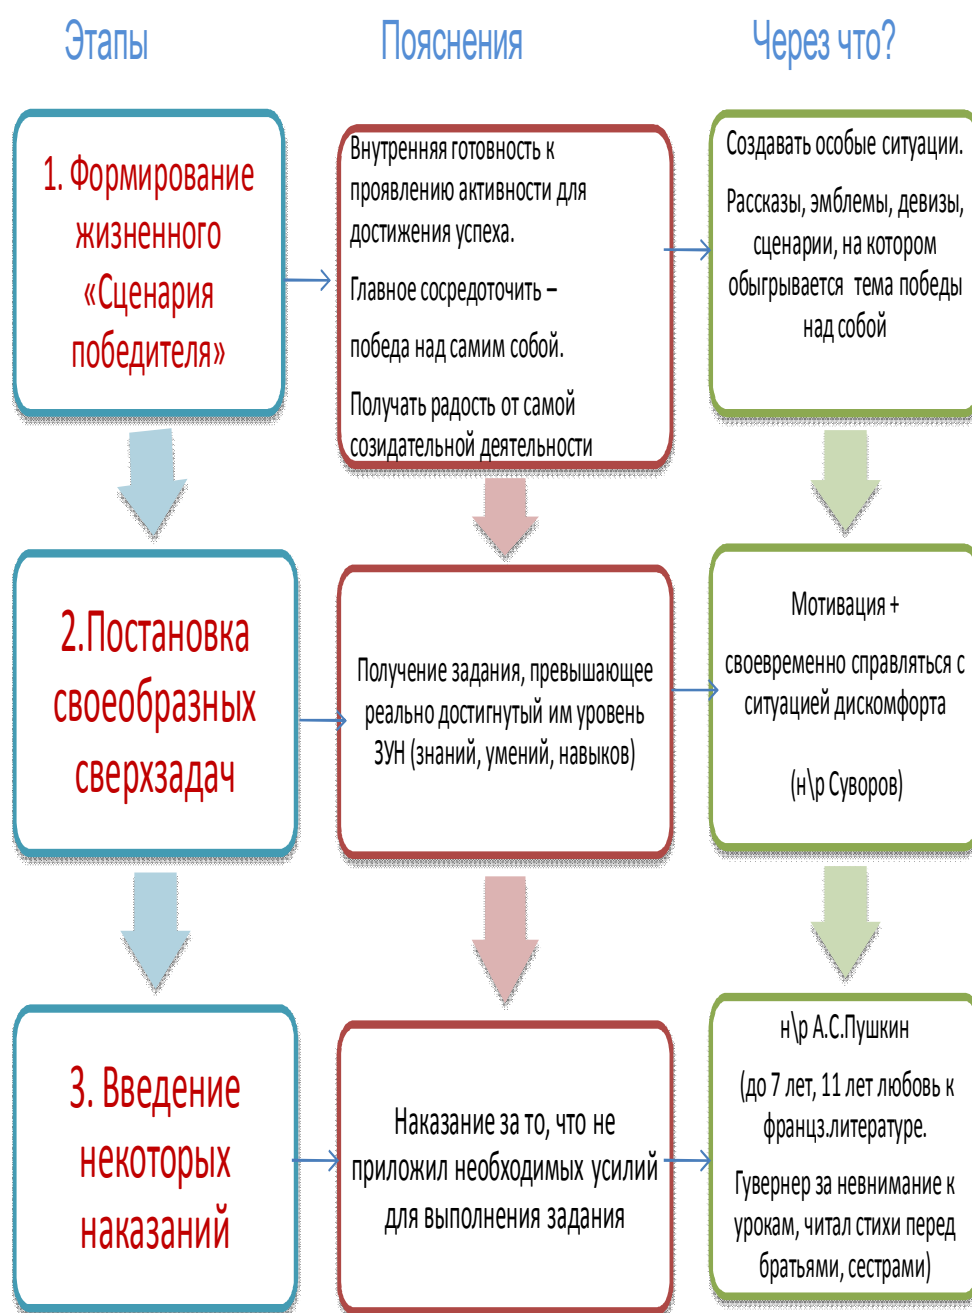 Этапы
Пояснения
Через что?
1. Формирование
жизненного
«Сценария
победителя»
Внутренняя готовность к
проявлению активности для
достижения успеха.
Главное сосредоточить –
победа над самим собой.
Получать радость от самой
созидательной деятельности
Создавать особые ситуации.
Рассказы, эмблемы, девизы,
сценарии, на котором
обыгрывается тема победы
над собой
2.Постановка
своеобразных
сверхзадач
Получение задания, превышающее
реально достигнутый им уровень
ЗУН (знаний, умений, навыков)
Мотивация +
своевременно справляться с
ситуацией дискомфорта
(н\р Суворов)
3. Введение
некоторых
наказаний
Наказание за то, что не
приложил необходимых усилий
для выполнения задания
н\р А.С.Пушкин
(до 7 лет, 11 лет любовь к
францз.литературе.
Гувернер за невнимание к
урокам, читал стихи перед
братьями, сестрами)